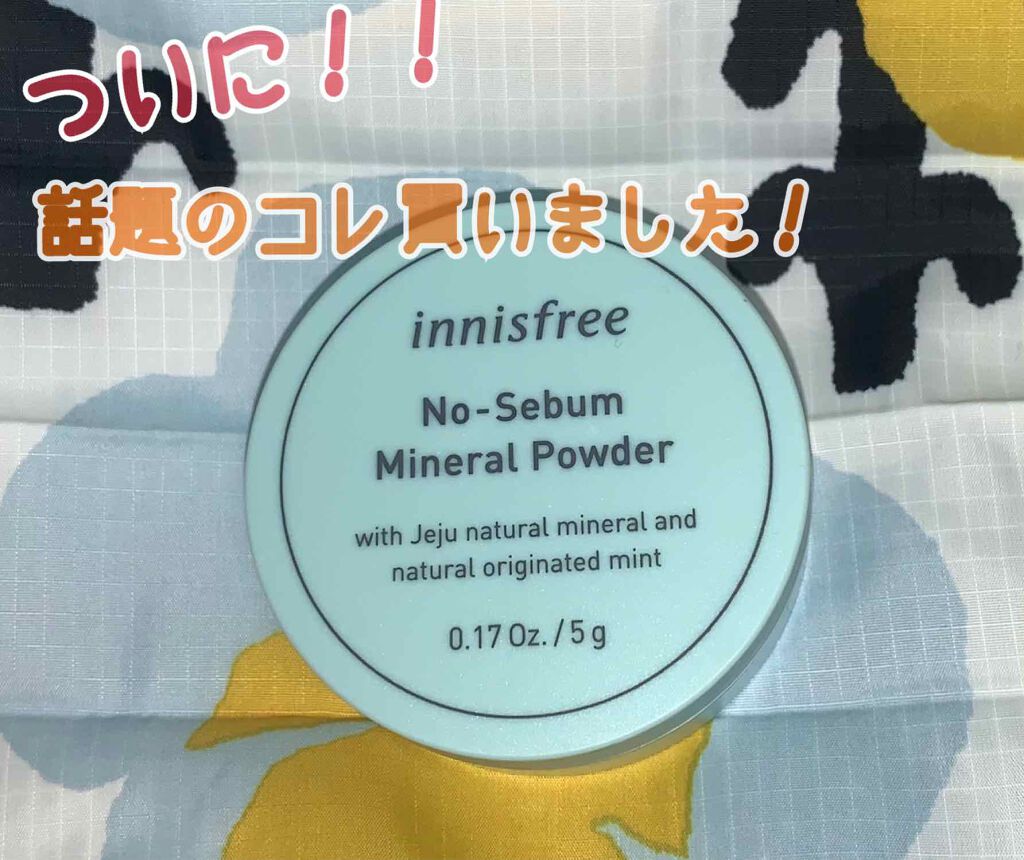 ついに！！
話題のコレ買いました！
innisfree
No-Sebum
Mineral Powder
with Jeju natural mineral and
natural originated mint
0.17 Oz. / 5 g